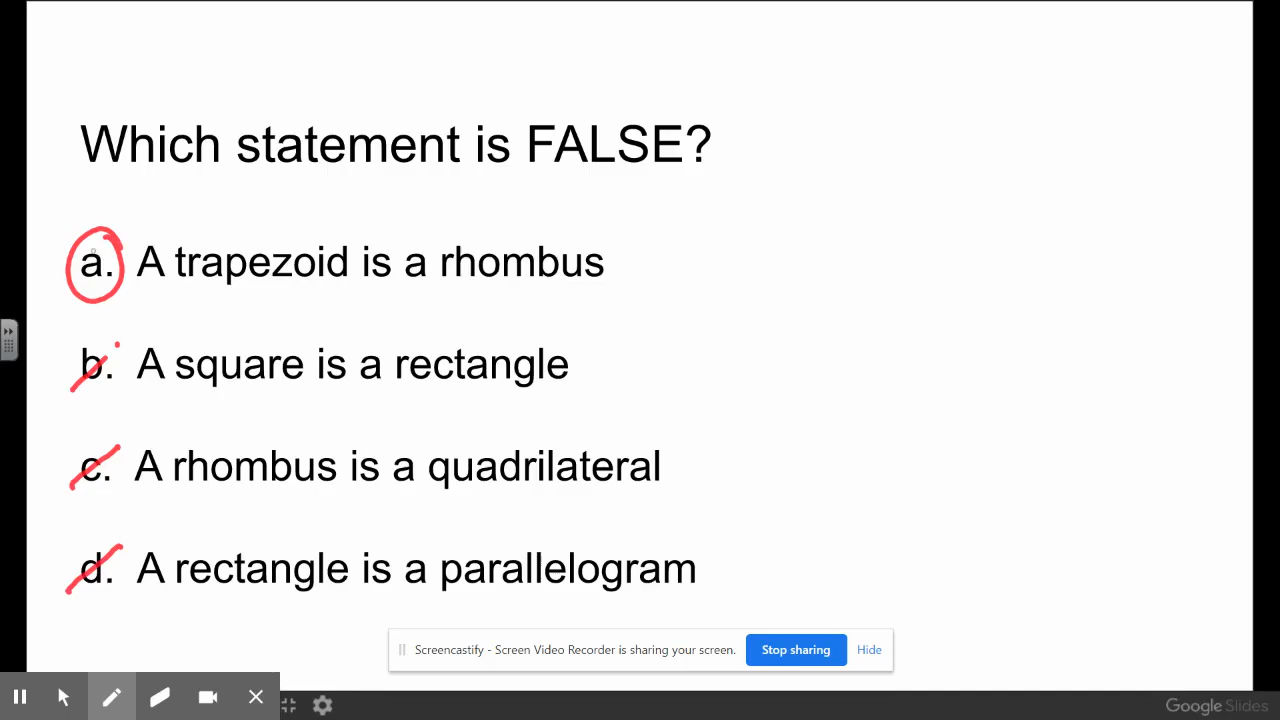 Which statement is FALSE?
a. A trapezoid is a rhombus
b. A square is a rectangle
c. A rhombus is a quadrilateral
d. A rectangle is a parallelogram
Screencastify - Screen Video Recorder is sharing your screen. Stop sharing Hide
Google Slides